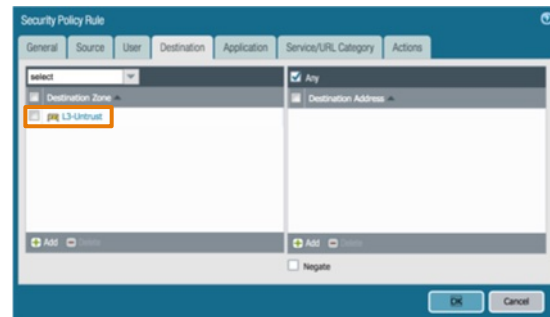 Security Policy Rule
General Source User Destination Application Service/URL Category Actions
select
Any
Destination Zone
Destination Address
L3-Untrust
Add Delete
Add Delete
Negate
OK Cancel